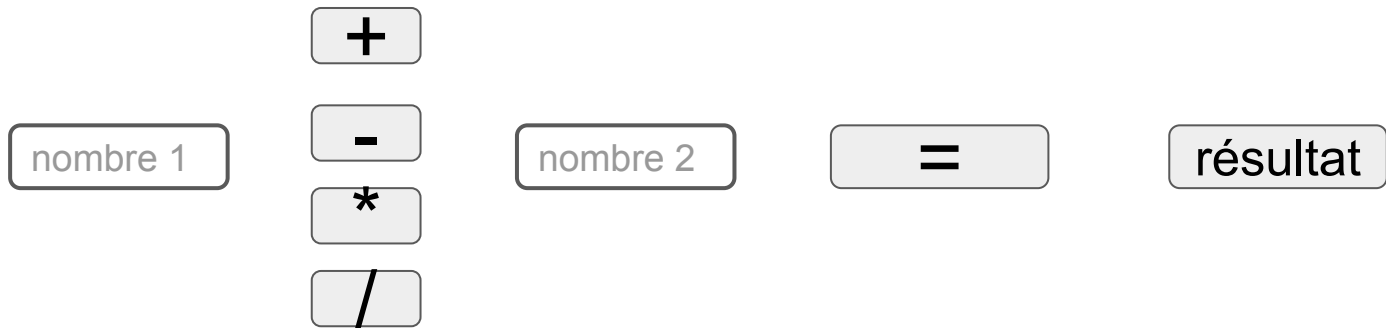 +
-
nombre 1
nombre 2
=
résultat
*
/